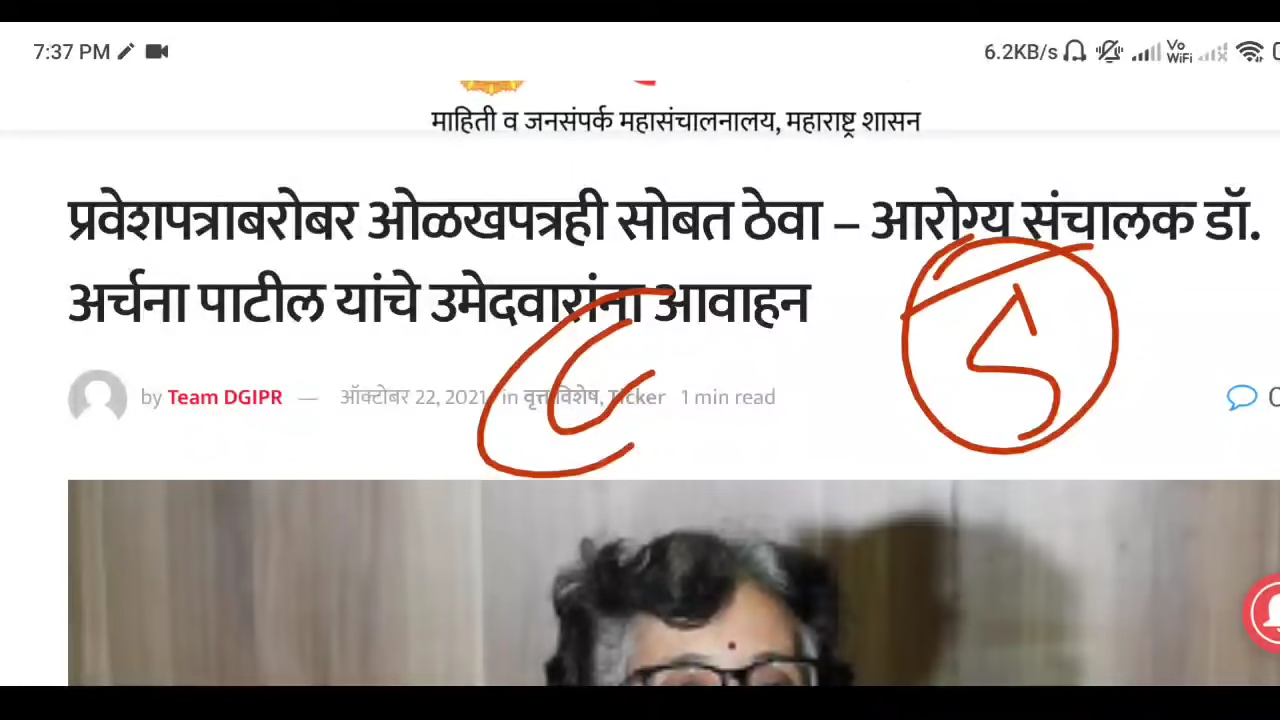 7:37 PM 6.2KB/s Vo WiFi
माहिती व जनसंपर्क महासंचालनालय, महाराष्ट्र शासन
प्रवेशपत्राबरोबर ओळखपत्रही सोबत ठेवा – आरोग्य संचालक डॉ.
अर्चना पाटील यांचे उमेदवारांना आवाहन
by Team DGIPR — ऑक्टोबर 22, 2021 in वृत्त विशेष, Ticker 1 min read